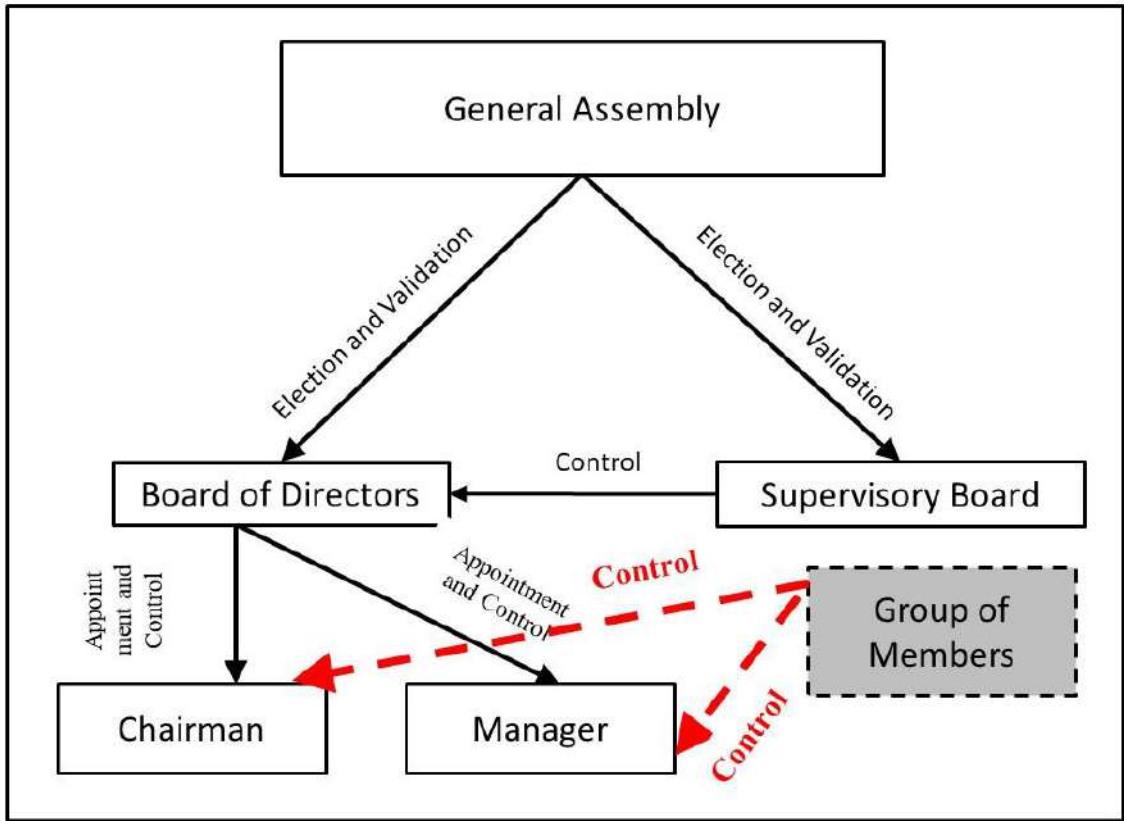 General Assembly
Election and Validation
Election and Validation
Control
Board of Directors
Supervisory Board
Appoint
ment and
Control
Appointment
and Control
Control
Group of
Members
Control
Chairman
Manager